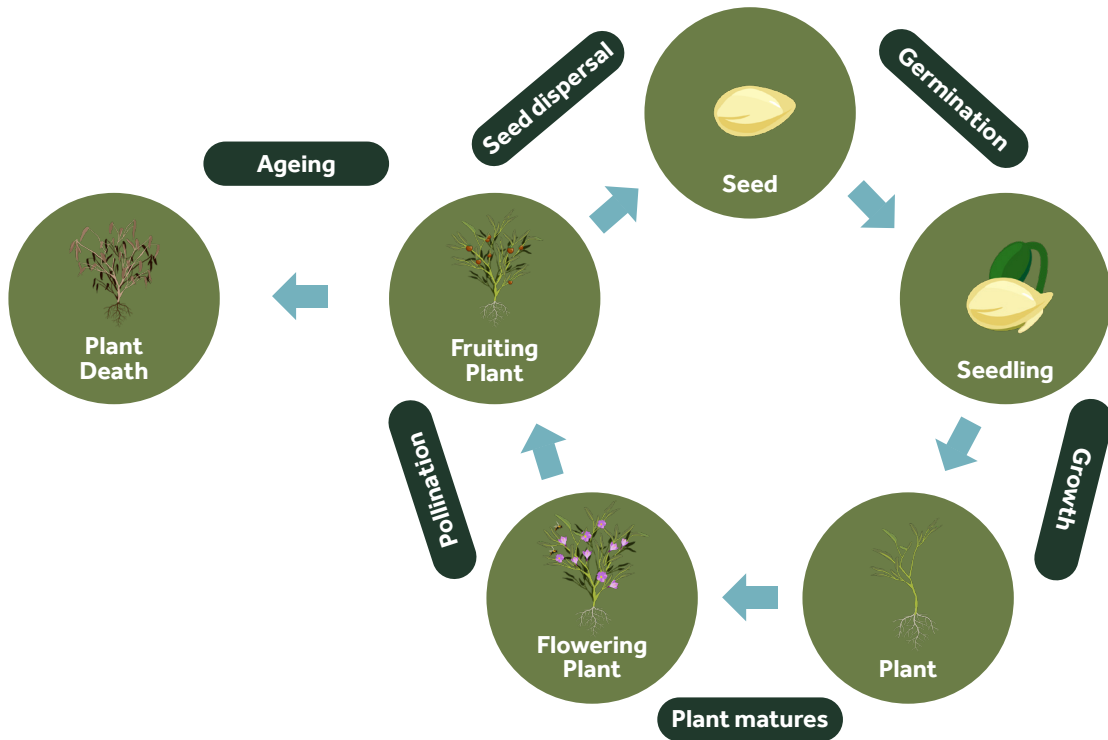 Seed dispersal
Germination
Ageing
Seed
Plant
Death
Fruiting
Plant
Seedling
Pollination
Growth
Flowering
Plant
Plant
Plant matures